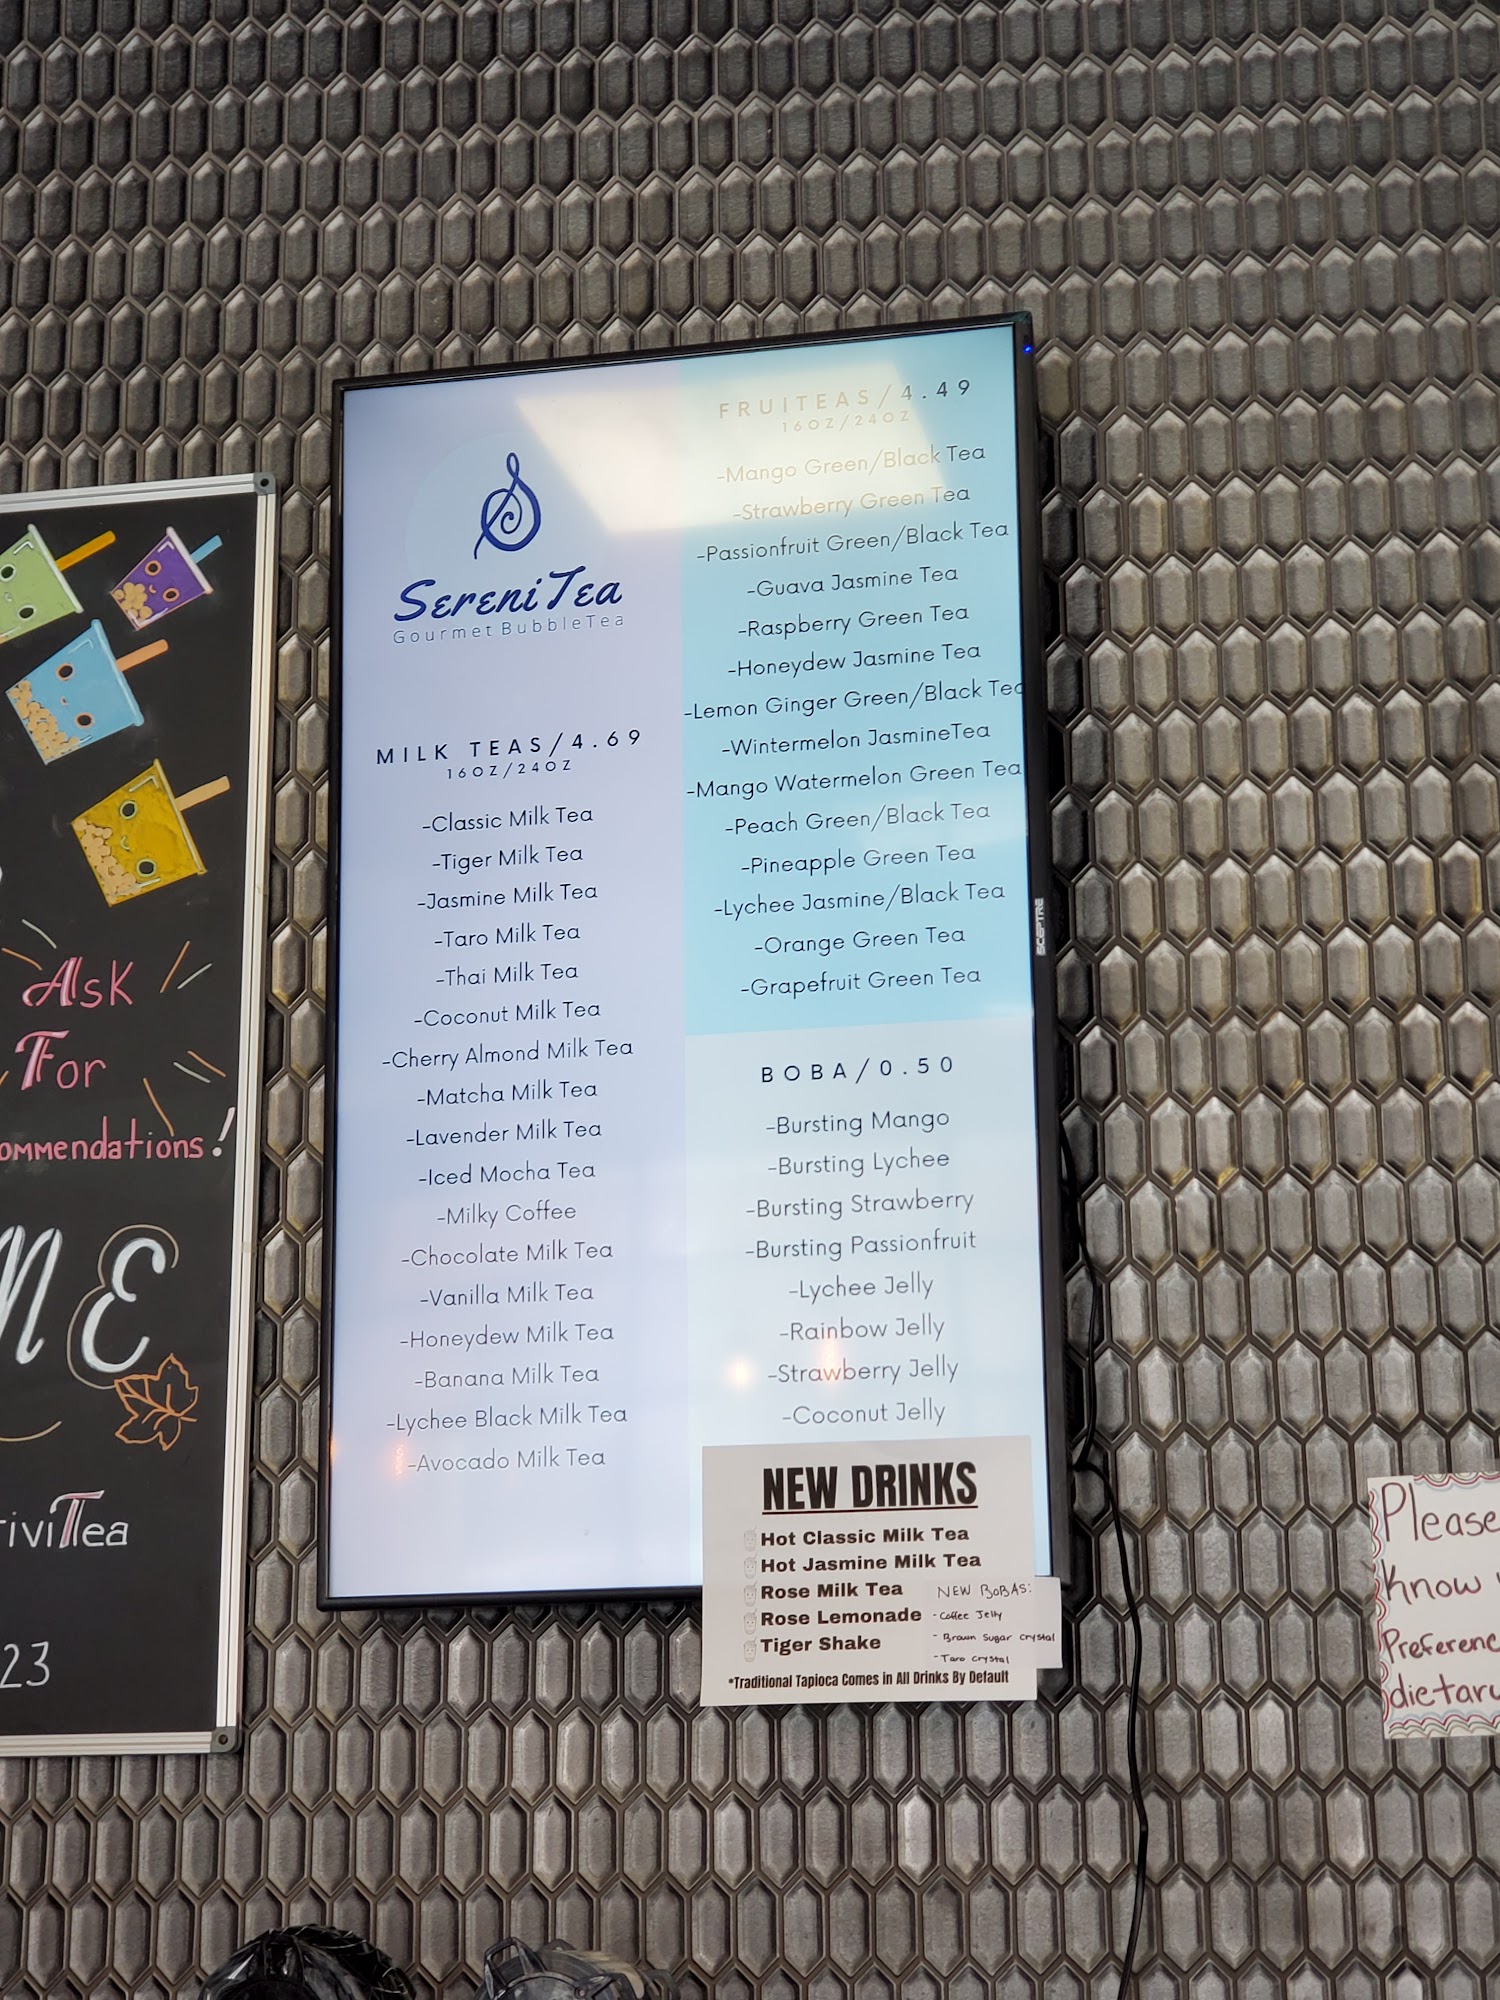 SereniTea
Gourmet BubbleTea
MILK TEAS/4.69
16OZ/24OZ
-Classic Milk Tea
-Tiger Milk Tea
-Jasmine Milk Tea
-Taro Milk Tea
-Thai Milk Tea
-Coconut Milk Tea
-Cherry Almond Milk Tea
-Matcha Milk Tea
-Lavender Milk Tea
-Iced Mocha Tea
-Milky Coffee
-Chocolate Milk Tea
-Vanilla Milk Tea
-Honeydew Milk Tea
-Banana Milk Tea
-Lychee Black Milk Tea
-Avocado Milk Tea
FRUITEAS/4.49
16OZ/24OZ
-Mango Green/Black Tea
-Strawberry Green Tea
-Passionfruit Green/Black Tea
-Guava Jasmine Tea
-Raspberry Green Tea
-Honeydew Jasmine Tea
-Lemon Ginger Green/Black Tea
-Wintermelon JasmineTea
-Mango Watermelon Green Tea
-Peach Green/Black Tea
-Pineapple Green Tea
-Lychee Jasmine/Black Tea
-Orange Green Tea
-Grapefruit Green Tea
BOBA/0.50
-Bursting Mango
-Bursting Lychee
-Bursting Strawberry
-Bursting Passionfruit
-Lychee Jelly
-Rainbow Jelly
-Strawberry Jelly
-Coconut Jelly
NEW DRINKS
Hot Classic Milk Tea
Hot Jasmine Milk Tea
Rose Milk Tea
Rose Lemonade
Tiger Shake
*Traditional Tapioca Comes in All Drinks By Default
NEW BOBAS:
- Coffee Jelly
- Brown Sugar Crystal
- Taro Crystal
SCEPTRE
Ask
For
ommendations!
ME
iviTea
23
Please
Know
Preferenc
dietary